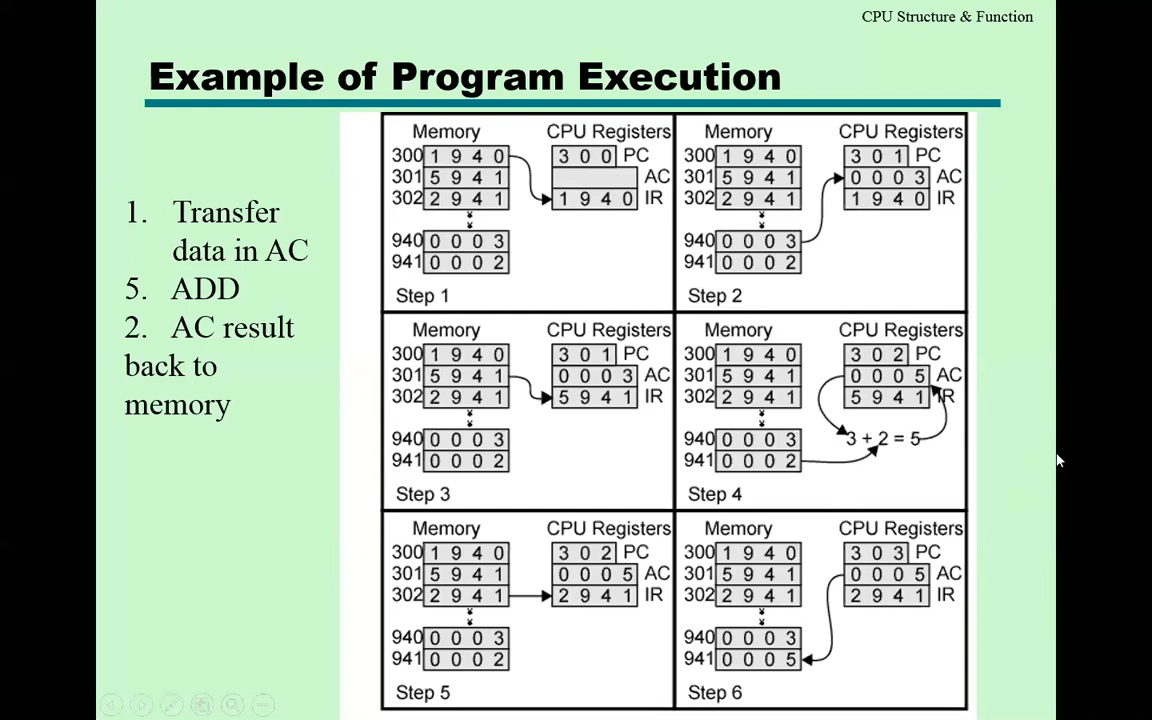 CPU Structure & Function
Example of Program Execution
1. Transfer
data in AC
5. ADD
2. AC result
back to
memory
Memory CPU Registers
300 1 9 4 0 3 0 0 PC
301 5 9 4 1 AC
302 2 9 4 1 1 9 4 0 IR
940 0 0 0 3
941 0 0 0 2
Step 1
Memory CPU Registers
300 1 9 4 0 3 0 1 PC
301 5 9 4 1 0 0 0 3 AC
302 2 9 4 1 1 9 4 0 IR
940 0 0 0 3
941 0 0 0 2
Step 2
Memory CPU Registers
300 1 9 4 0 3 0 1 PC
301 5 9 4 1 0 0 0 3 AC
302 2 9 4 1 5 9 4 1 IR
940 0 0 0 3
941 0 0 0 2
Step 3
Memory CPU Registers
300 1 9 4 0 3 0 2 PC
301 5 9 4 1 0 0 0 5 AC
302 2 9 4 1 5 9 4 1 IR
940 0 0 0 3 3 + 2 = 5
941 0 0 0 2
Step 4
Memory CPU Registers
300 1 9 4 0 3 0 2 PC
301 5 9 4 1 0 0 0 5 AC
302 2 9 4 1 2 9 4 1 IR
940 0 0 0 3
941 0 0 0 2
Step 5
Memory CPU Registers
300 1 9 4 0 3 0 3 PC
301 5 9 4 1 0 0 0 5 AC
302 2 9 4 1 2 9 4 1 IR
940 0 0 0 3
941 0 0 0 5
Step 6